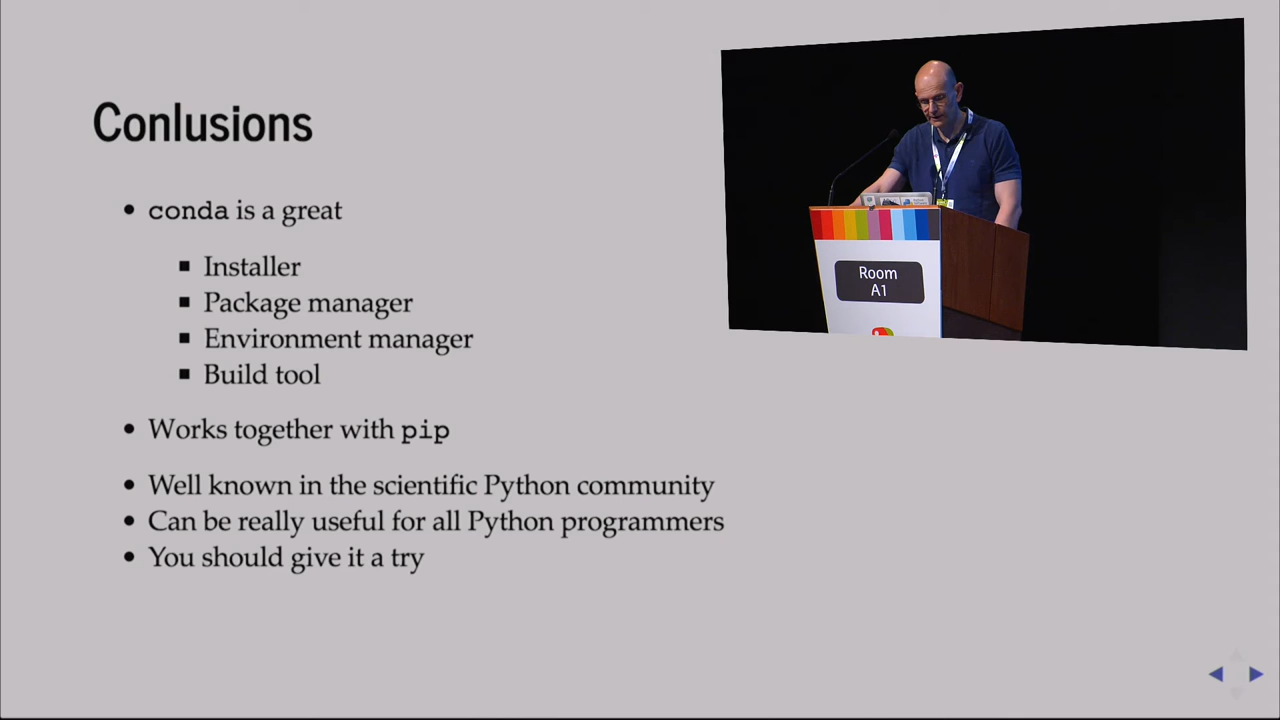 Conlusions
• conda is a great
▪ Installer
▪ Package manager
▪ Environment manager
▪ Build tool
• Works together with pip
• Well known in the scientific Python community
• Can be really useful for all Python programmers
• You should give it a try
Room
A1